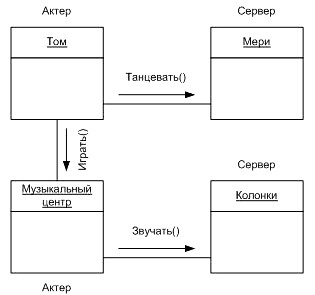 Актер
Сервер
Том
Мери
Танцевать()
Играть()
Сервер
Музыкальный
центр
Колонки
Звучать()
Актер